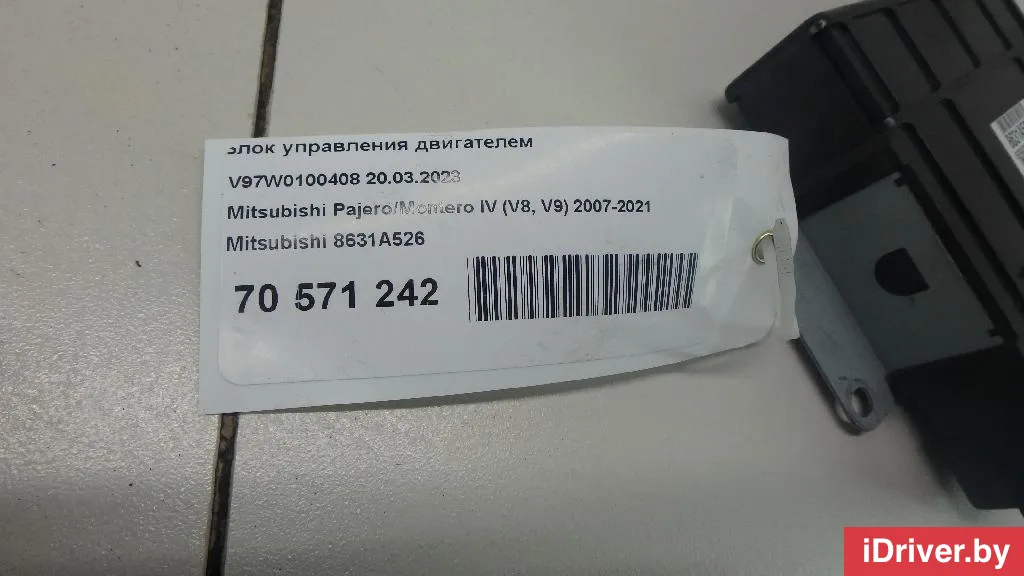 Блок управления двигателем
V97W0100408 20.03.2023
Mitsubishi Pajero/Montero IV (V8, V9) 2007-2021
Mitsubishi 8631A526
70 571 242
iDriver.by